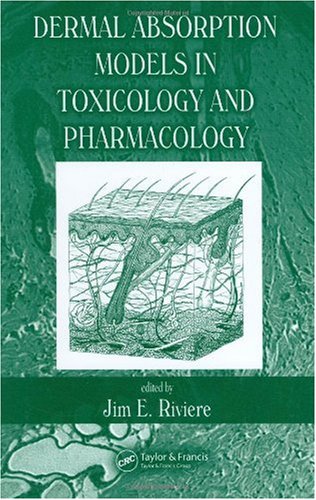 DERMAL ABSORPTION
MODELS IN
TOXICOLOGY AND
PHARMACOLOGY
edited by
Jim E. Riviere
CRC
Taylor & Francis
Taylor & Francis Group